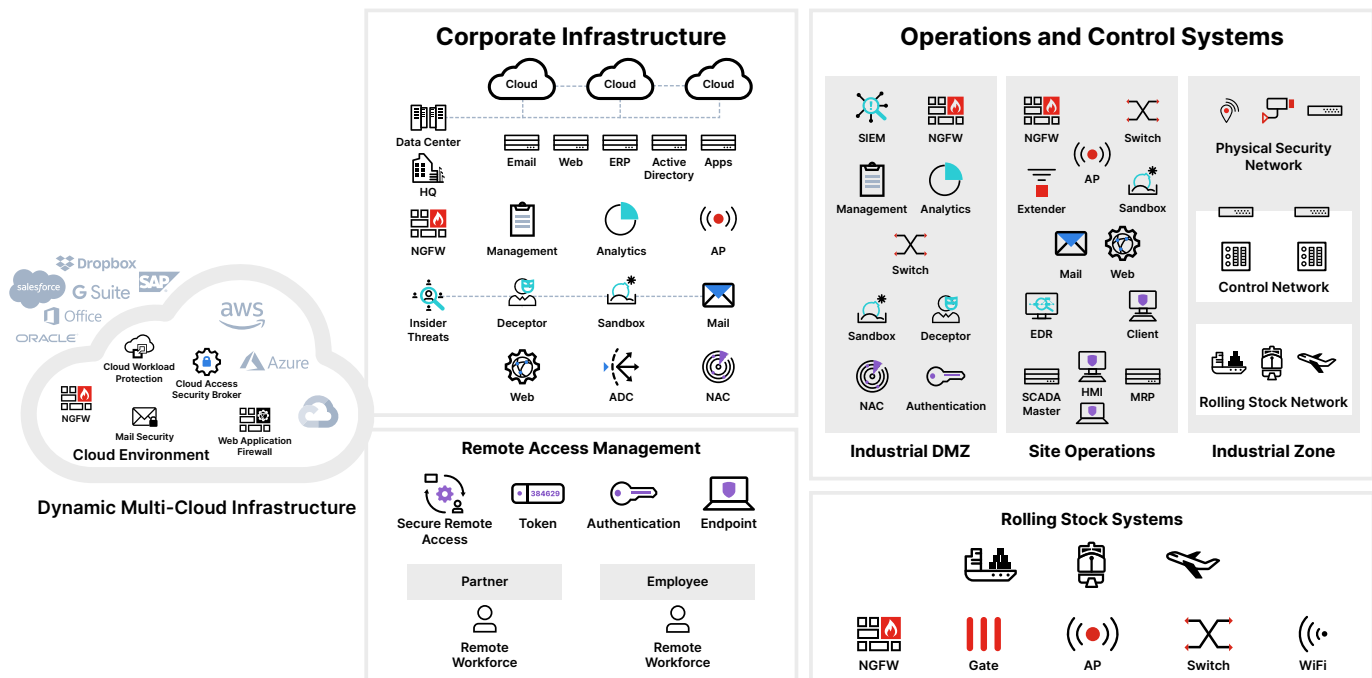 Dropbox
salesforce
G Suite
SAP
Office
ORACLE
aws
Azure
Cloud Workload
Protection
Cloud Access
Security Broker
NGFW
Mail Security
Web Application
Firewall
Cloud Environment
Dynamic Multi-Cloud Infrastructure
Corporate Infrastructure
Cloud
Cloud
Cloud
Data Center
Email
Web
ERP
Active
Directory
Apps
HQ
NGFW
Management
Analytics
AP
Insider
Threats
Deceptor
Sandbox
Mail
Web
ADC
NAC
Remote Access Management
384629
Secure Remote
Access
Token
Authentication
Endpoint
Partner
Employee
Remote
Workforce
Remote
Workforce
Operations and Control Systems
SIEM
NGFW
Management
Analytics
Switch
Sandbox
Deceptor
NAC
Authentication
Industrial DMZ
NGFW
Switch
AP
Extender
Sandbox
Mail
Web
EDR
Client
SCADA
Master
HMI
MRP
Site Operations
Physical Security
Network
Control Network
Rolling Stock Network
Industrial Zone
Rolling Stock Systems
NGFW
Gate
AP
Switch
WiFi